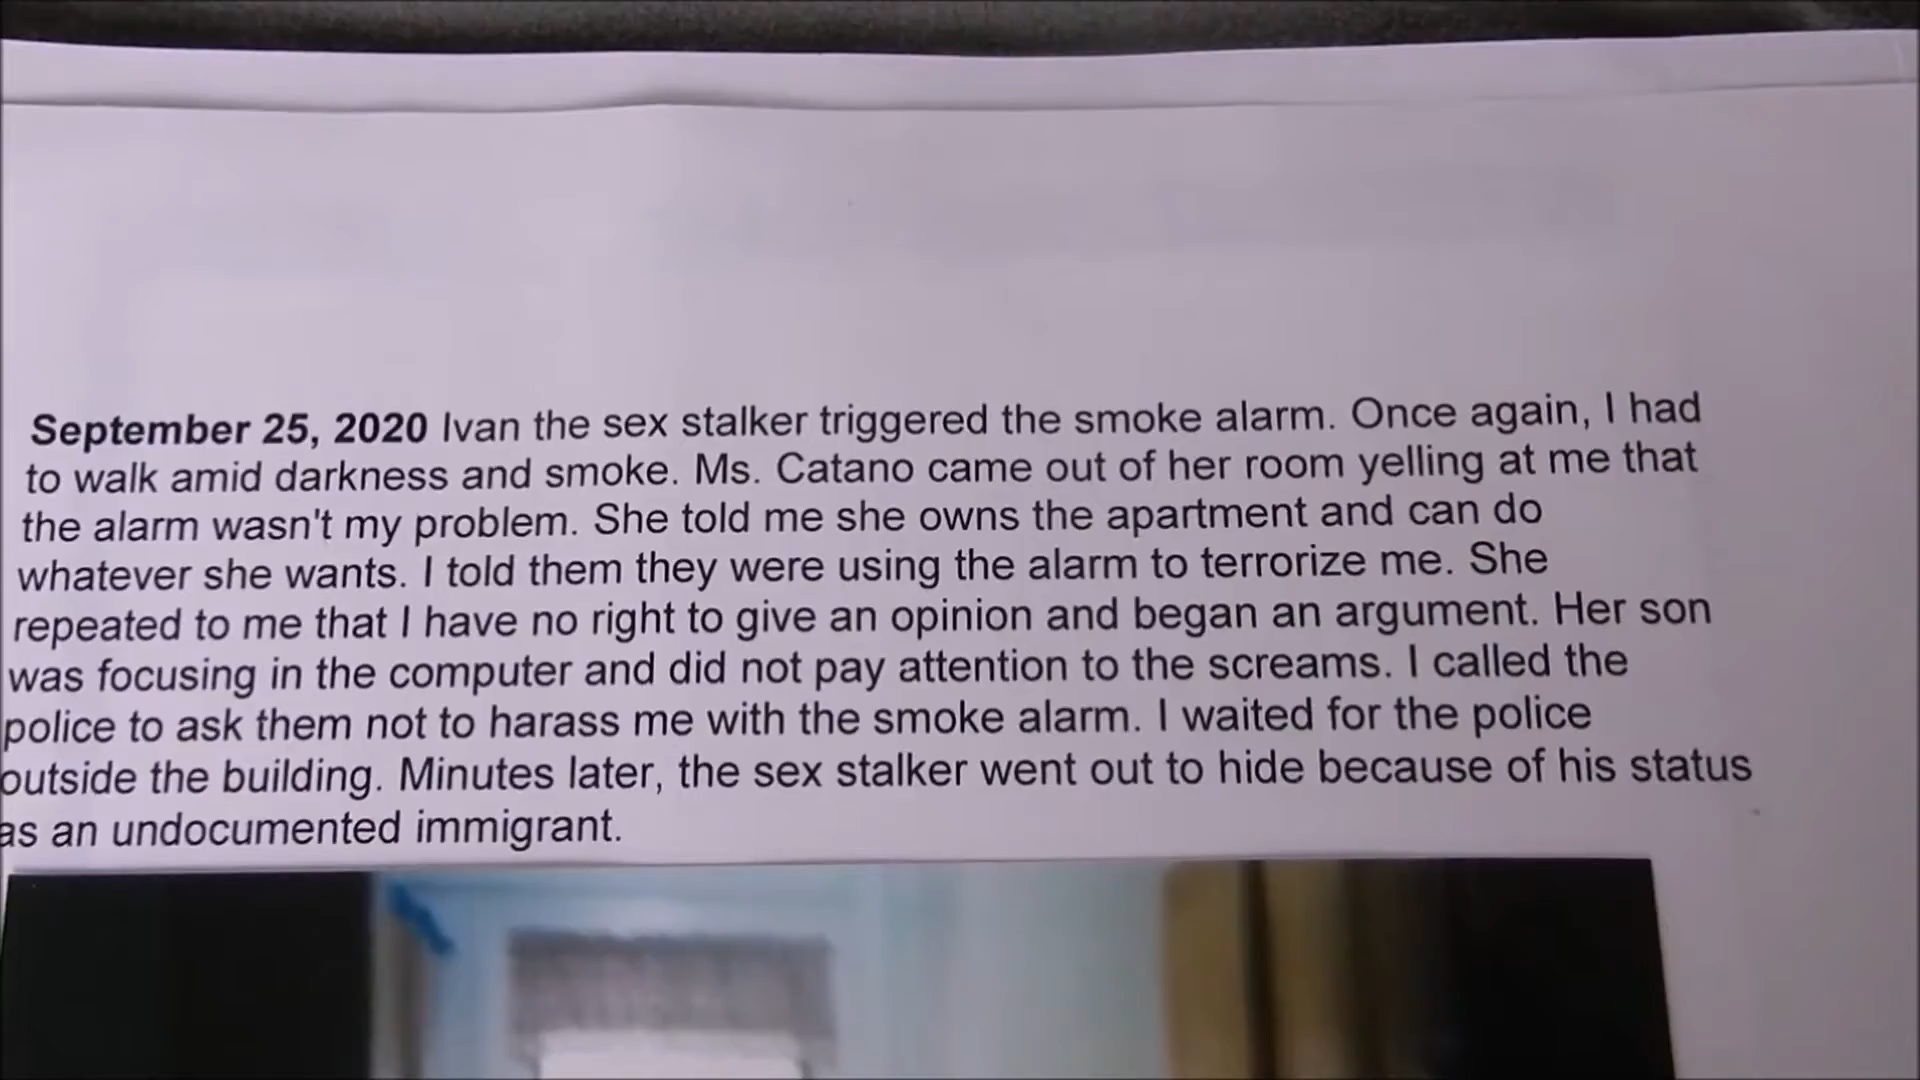 September 25, 2020 Ivan the sex stalker triggered the smoke alarm. Once again, I had
to walk amid darkness and smoke. Ms. Catano came out of her room yelling at me that
the alarm wasn't my problem. She told me she owns the apartment and can do
whatever she wants. I told them they were using the alarm to terrorize me. She
repeated to me that I have no right to give an opinion and began an argument. Her son
was focusing in the computer and did not pay attention to the screams. I called the
police to ask them not to harass me with the smoke alarm. I waited for the police
outside the building. Minutes later, the sex stalker went out to hide because of his status
as an undocumented immigrant.